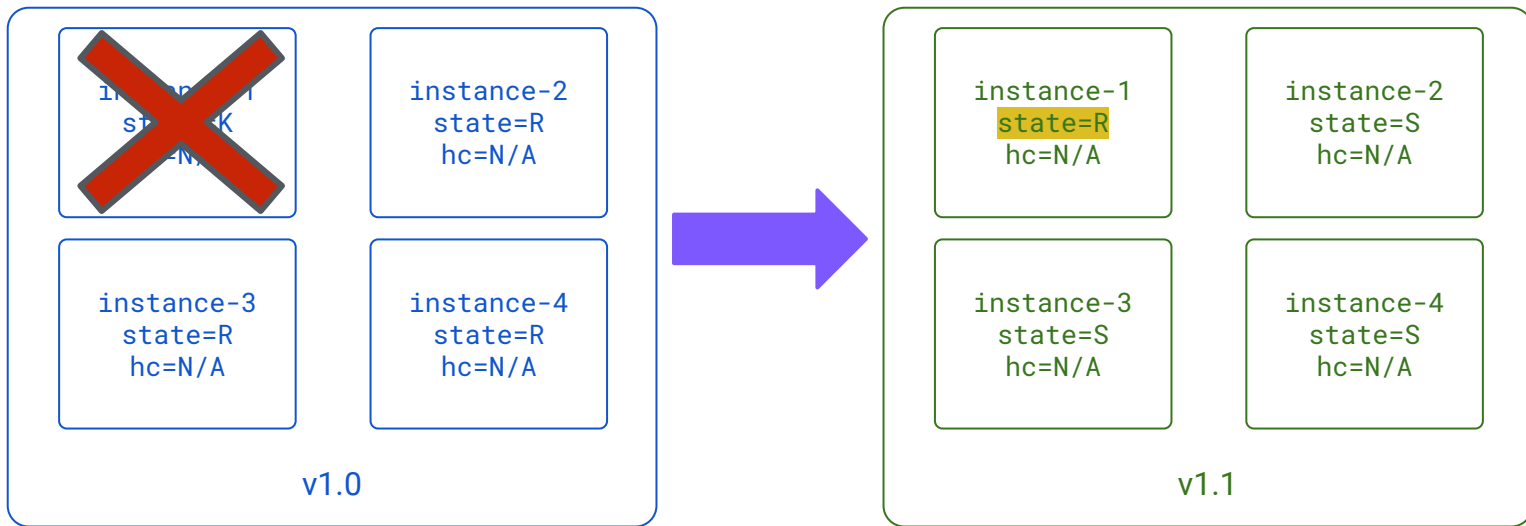 instance-2
state=R
hc=N/A
instance-3
state=R
hc=N/A
instance-4
state=R
hc=N/A
v1.0
instance-1
state=R
hc=N/A
instance-2
state=S
hc=N/A
instance-3
state=S
hc=N/A
instance-4
state=S
hc=N/A
v1.1